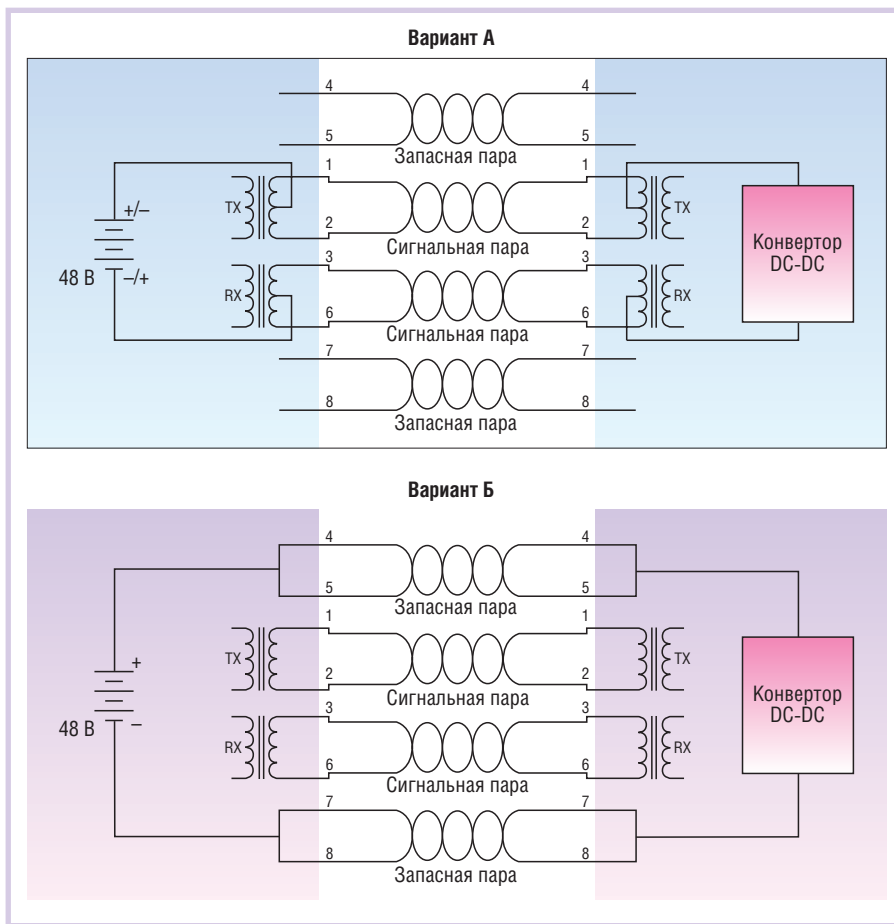 Вариант А
4 4
5 5
Запасная пара
1 1
+/–
TX TX
2 2
Сигнальная пара
Конвертор
DC-DC
3 3
48 В
–/+
RX RX
6 6
Сигнальная пара
7 7
8 8
Запасная пара
Вариант Б
4 4
5 5
Запасная пара
1 1
+
TX TX
2 2
Сигнальная пара
Конвертор
DC-DC
3 3
48 В
–
RX RX
6 6
Сигнальная пара
7 7
8 8
Запасная пара